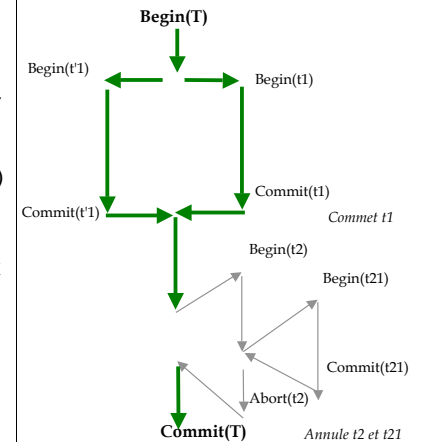 Begin(T)
Begin(t'1)
Begin(t1)
Commit(t1)
Commit(t'1)
Commet t1
Begin(t2)
Begin(t21)
Commit(t21)
Abort(t2)
Commit(T)
Annule t2 et t21
)